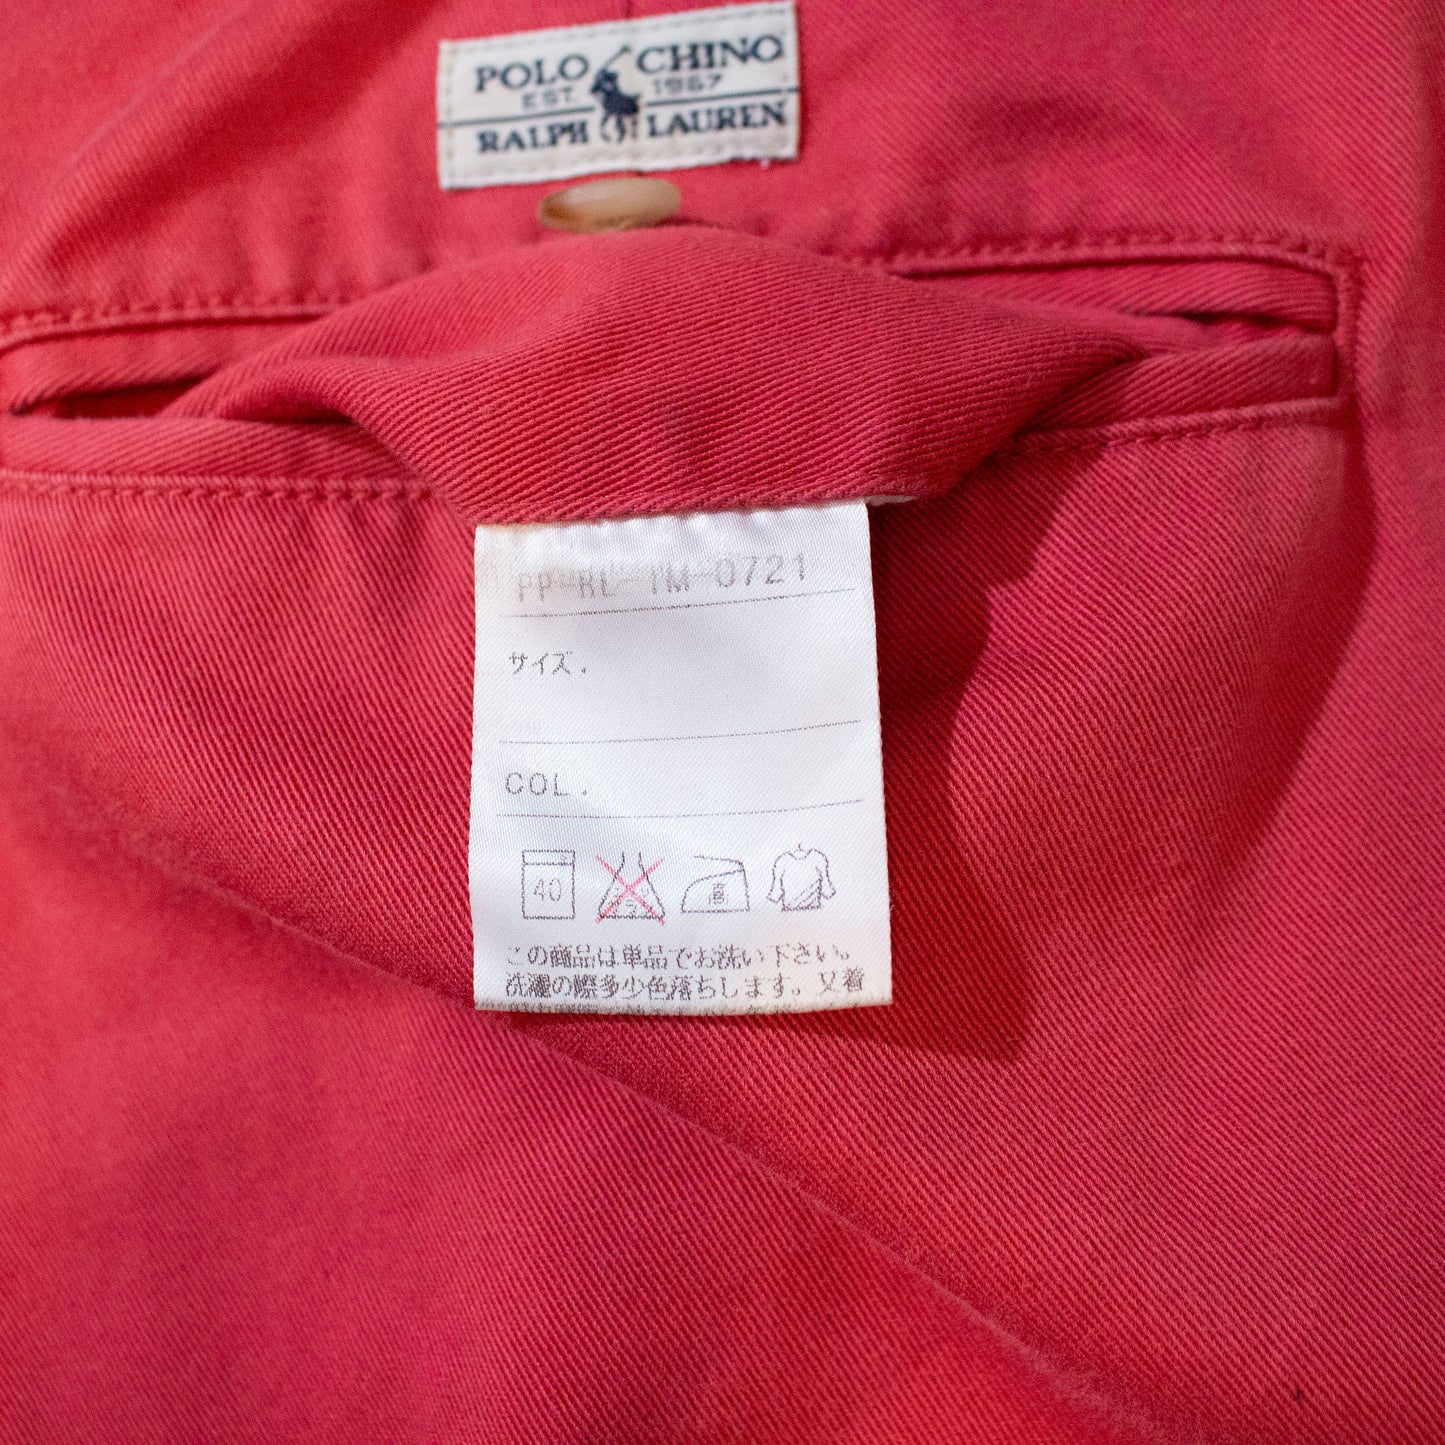 POLO CHINO
EST. 1967
RALPH LAUREN
PP-RL-TM-0721
サイズ.
COL.
40
高
この商品は単品でお洗い下さい。
洗濯の際多少色落ちします。又着